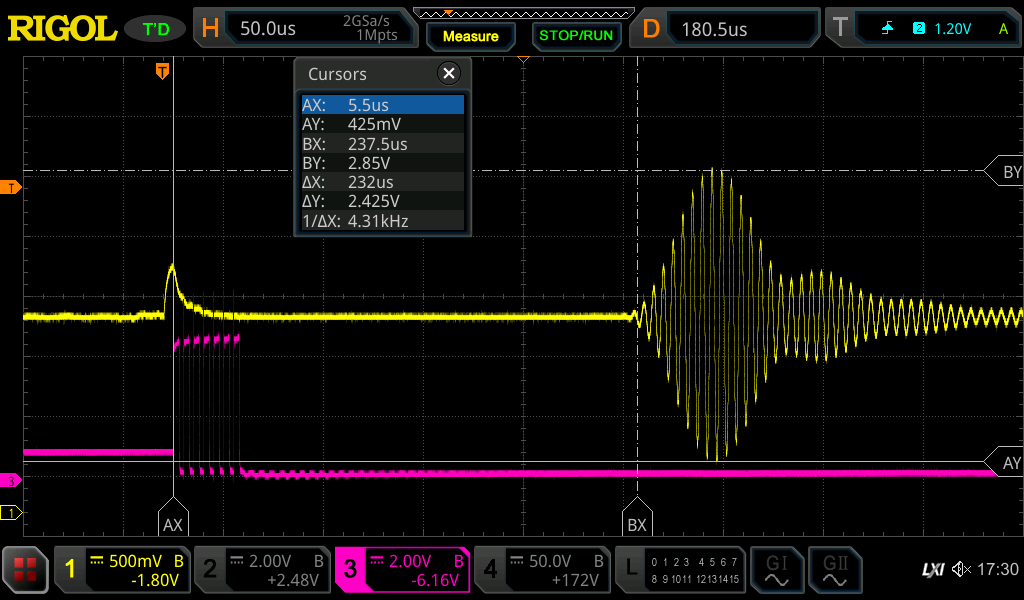 RIGOL T'D H 50.0us 2GSa/s 1Mpts Measure STOP/RUN D 180.5us T 2 1.20V A
T
Cursors
AX: 5.5us
AY: 425mV
BX: 237.5us
BY: 2.85V
ΔX: 232us
ΔY: 2.425V
1/ΔX: 4.31kHz
BY
T
AY
3
1
AX BX
1 500mV B -1.80V
2 2.00V B +2.48V
3 2.00V B -6.16V
4 50.0V B +172V
L 0 1 2 3 4 5 6 7
8 9 10 11 12 13 14 15
GI GII LXI 17:30